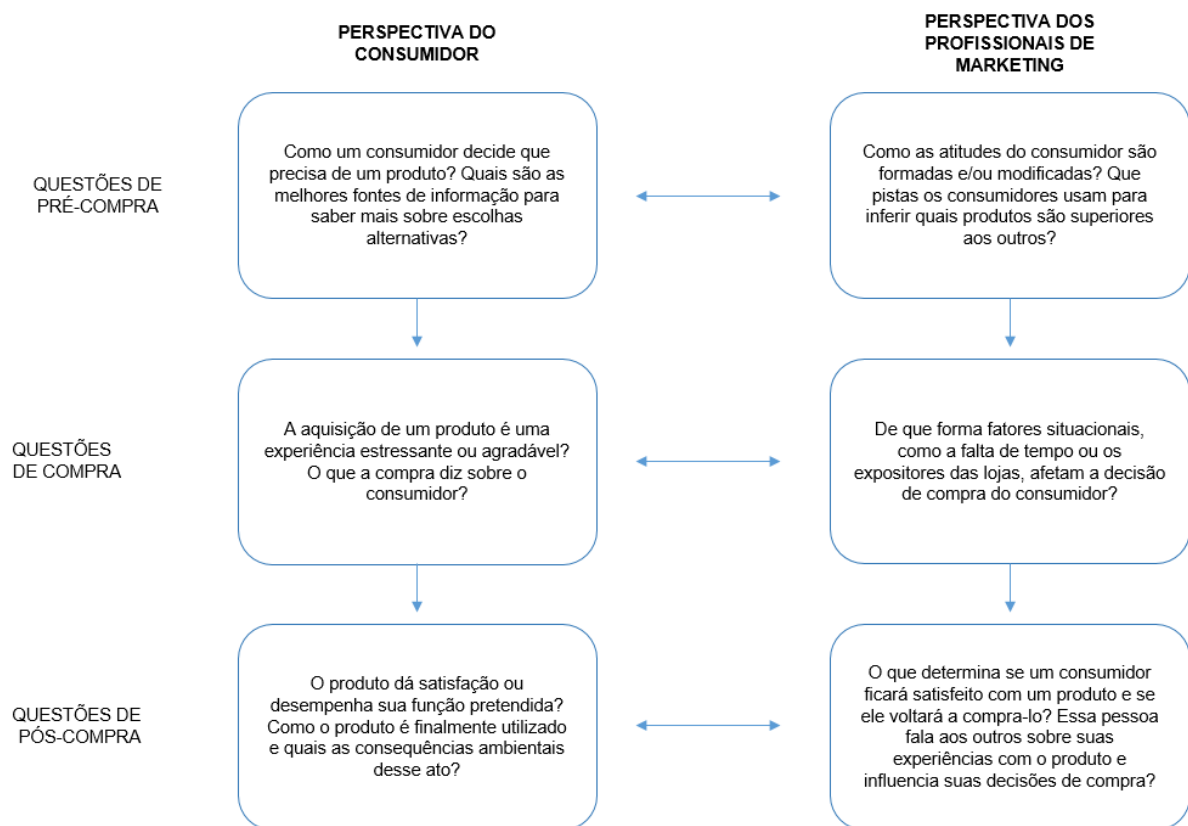 PERSPECTIVA DO
CONSUMIDOR
PERSPECTIVA DOS
PROFISSIONAIS DE
MARKETING
QUESTÕES DE
PRÉ-COMPRA
Como um consumidor decide que
precisa de um produto? Quais são as
melhores fontes de informação para
saber mais sobre escolhas
alternativas?
Como as atitudes do consumidor são
formadas e/ou modificadas? Que
pistas os consumidores usam para
inferir quais produtos são superiores
aos outros?
QUESTÕES
DE COMPRA
A aquisição de um produto é uma
experiência estressante ou agradável?
O que a compra diz sobre o
consumidor?
De que forma fatores situacionais,
como a falta de tempo ou os
expositores das lojas, afetam a decisão
de compra do consumidor?
QUESTÕES DE
PÓS-COMPRA
O produto dá satisfação ou
desempenha sua função pretendida?
Como o produto é finalmente utilizado
e quais as consequências ambientais
desse ato?
O que determina se um consumidor
ficará satisfeito com um produto e se
ele voltará a compra-lo? Essa pessoa
fala aos outros sobre suas
experiências com o produto e
influencia suas decisões de compra?